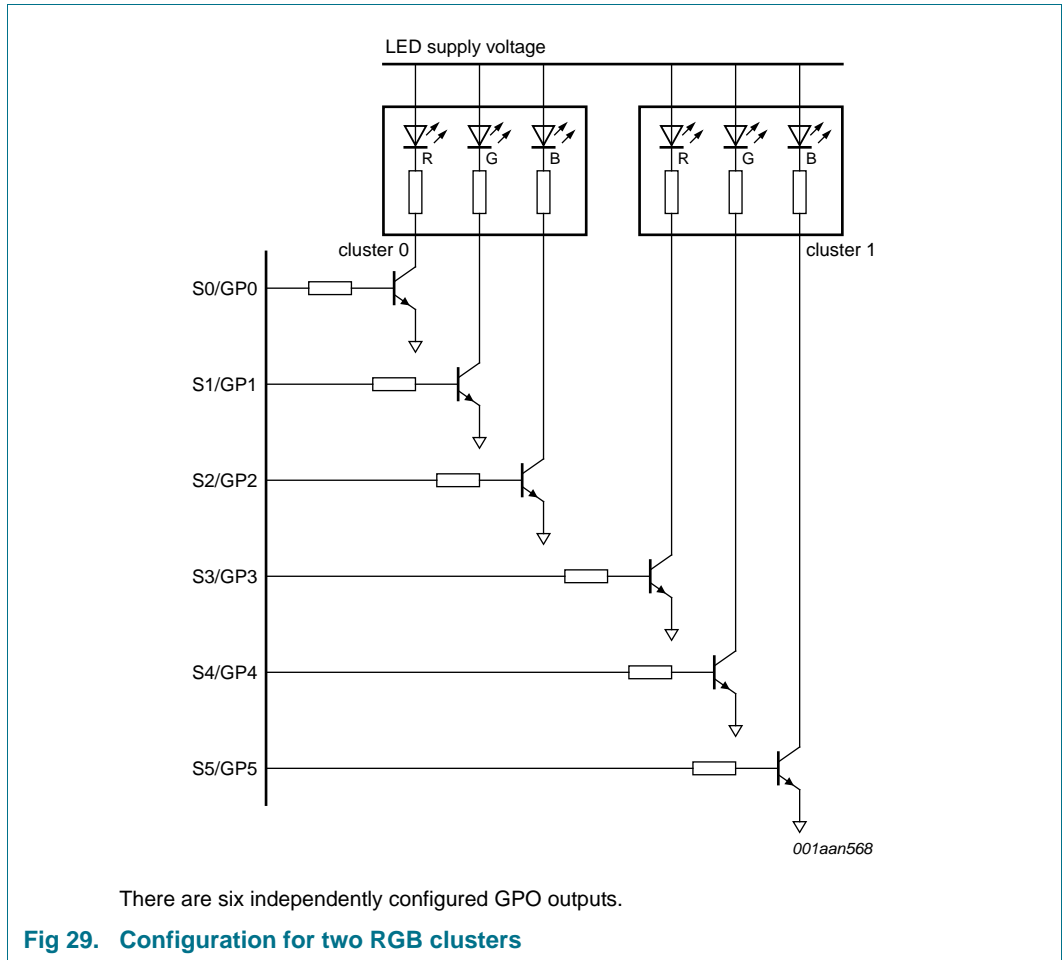 LED supply voltage
R G B R G B
cluster 0 cluster 1
S0/GP0
S1/GP1
S2/GP2
S3/GP3
S4/GP4
S5/GP5
001aan568
There are six independently configured GPO outputs.
Fig 29. Configuration for two RGB clusters